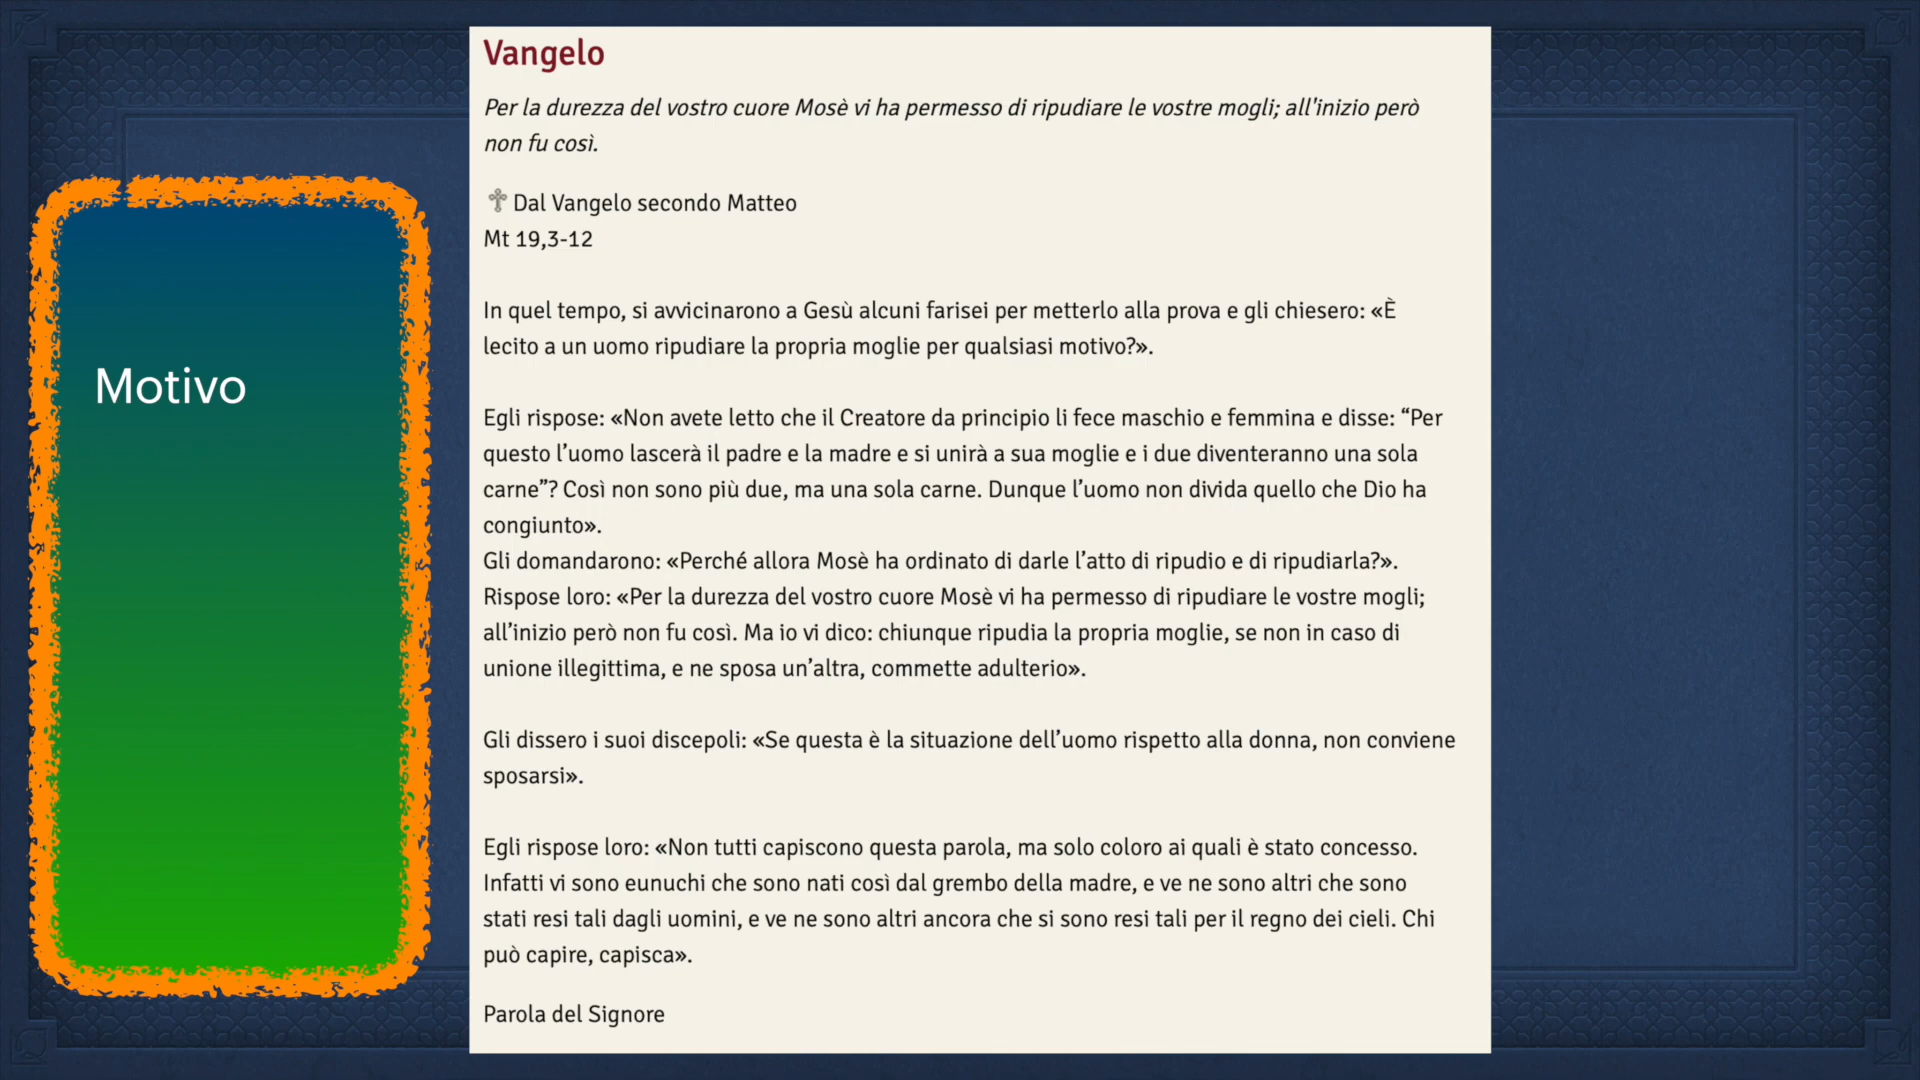 Motivo
Vangelo
Per la durezza del vostro cuore Mosè vi ha permesso di ripudiare le vostre mogli; all'inizio però
non fu così.
Dal Vangelo secondo Matteo
Mt 19,3-12
In quel tempo, si avvicinarono a Gesù alcuni farisei per metterlo alla prova e gli chiesero: «È
lecito a un uomo ripudiare la propria moglie per qualsiasi motivo?».
Egli rispose: «Non avete letto che il Creatore da principio li fece maschio e femmina e disse: “Per
questo l’uomo lascerà il padre e la madre e si unirà a sua moglie e i due diventeranno una sola
carne”? Così non sono più due, ma una sola carne. Dunque l’uomo non divida quello che Dio ha
congiunto».
Gli domandarono: «Perché allora Mosè ha ordinato di darle l’atto di ripudio e di ripudiarla?».
Rispose loro: «Per la durezza del vostro cuore Mosè vi ha permesso di ripudiare le vostre mogli;
all’inizio però non fu così. Ma io vi dico: chiunque ripudia la propria moglie, se non in caso di
unione illegittima, e ne sposa un’altra, commette adulterio».
Gli dissero i suoi discepoli: «Se questa è la situazione dell’uomo rispetto alla donna, non conviene
sposarsi».
Egli rispose loro: «Non tutti capiscono questa parola, ma solo coloro ai quali è stato concesso.
Infatti vi sono eunuchi che sono nati così dal grembo della madre, e ve ne sono altri che sono
stati resi tali dagli uomini, e ve ne sono altri ancora che si sono resi tali per il regno dei cieli. Chi
può capire, capisca».
Parola del Signore